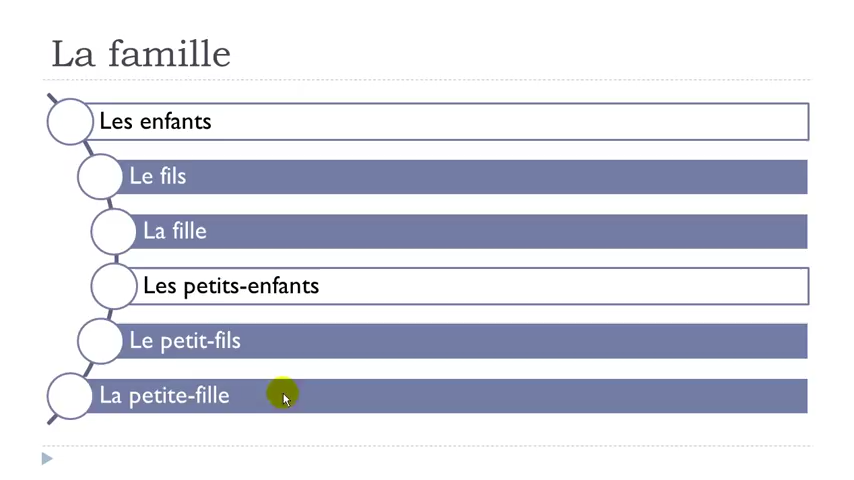 La famille
Les enfants
Le fils
La fille
Les petits-enfants
Le petit-fils
La petite-fille